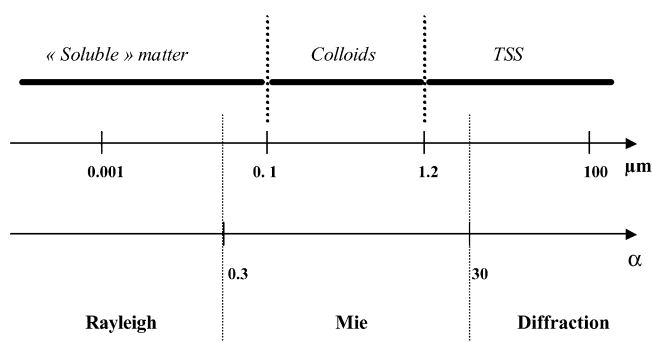 « Soluble » matter Colloids TSS
0.001 0. 1 1.2 100 µm
0.3 30 α
Rayleigh Mie Diffraction